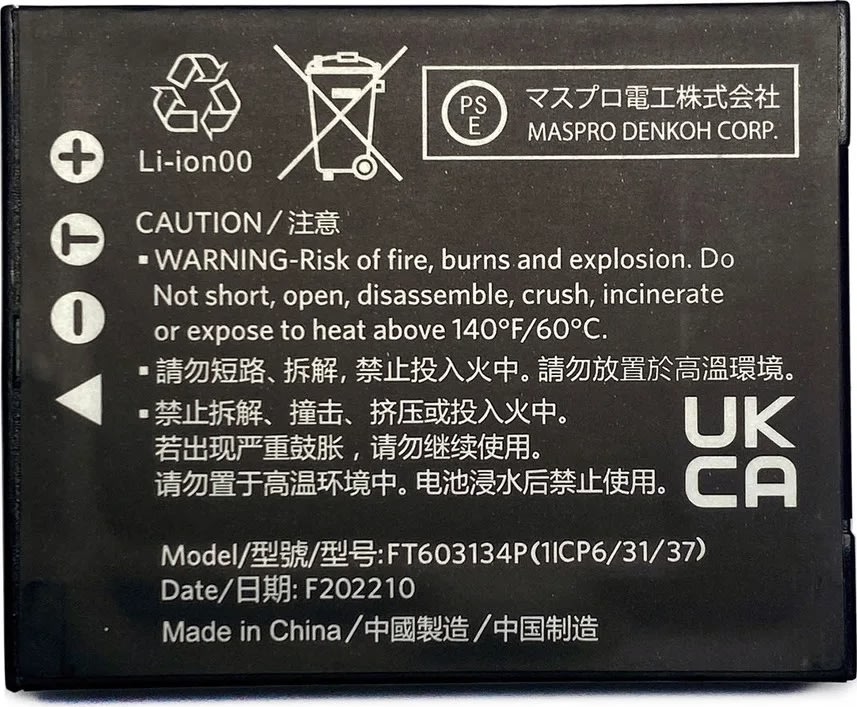 Li-ion00
PS
E
マスプロ電工株式会社
MASPRO DENKOH CORP.
+
T
-
CAUTION/注意
▪WARNING-Risk of fire, burns and explosion. Do
Not short, open, disassemble, crush, incinerate
or expose to heat above 140°F/60°C.
▪請勿短路、拆解, 禁止投入火中。請勿放置於高溫環境。
▪禁止拆解、撞击、挤压或投入火中。
若出现严重鼓胀，请勿继续使用。
请勿置于高温环境中。电池浸水后禁止使用。
UK
CA
Model/型號/型号:FT603134P(1ICP6/31/37)
Date/日期: F202210
Made in China/中國製造/中国制造